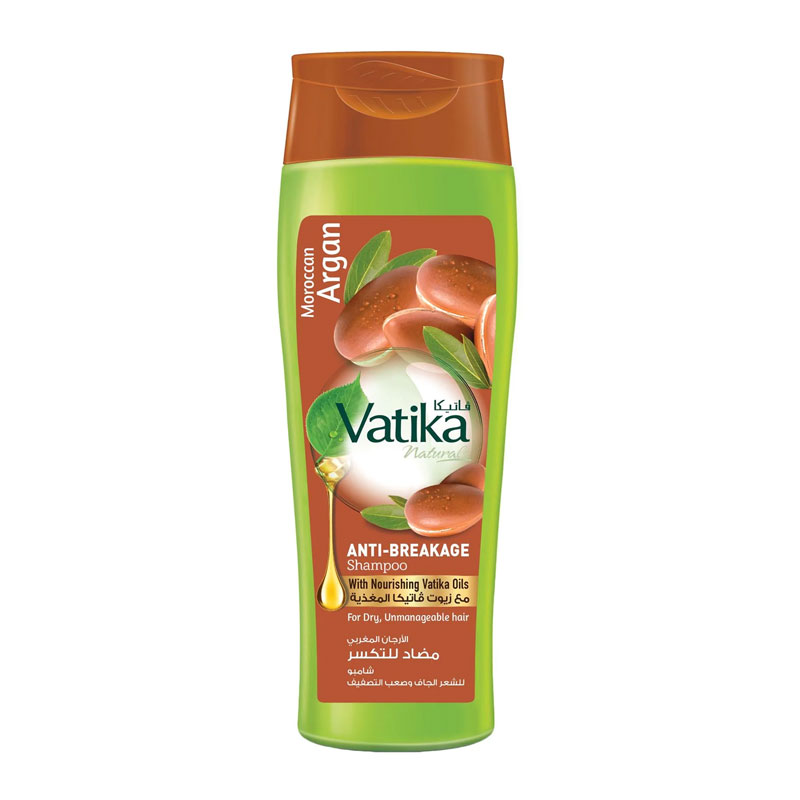 Moroccan
Argan
ڤاتيكا
Vatika
Naturals
ANTI-BREAKAGE
Shampoo
With Nourishing Vatika Oils
مع زيوت ڤاتيكا المغذية
For Dry, Unmanageable hair
الأرجان المغربي
مضاد للتكسر
شامبو
للشعر الجاف وصعب التصفيف